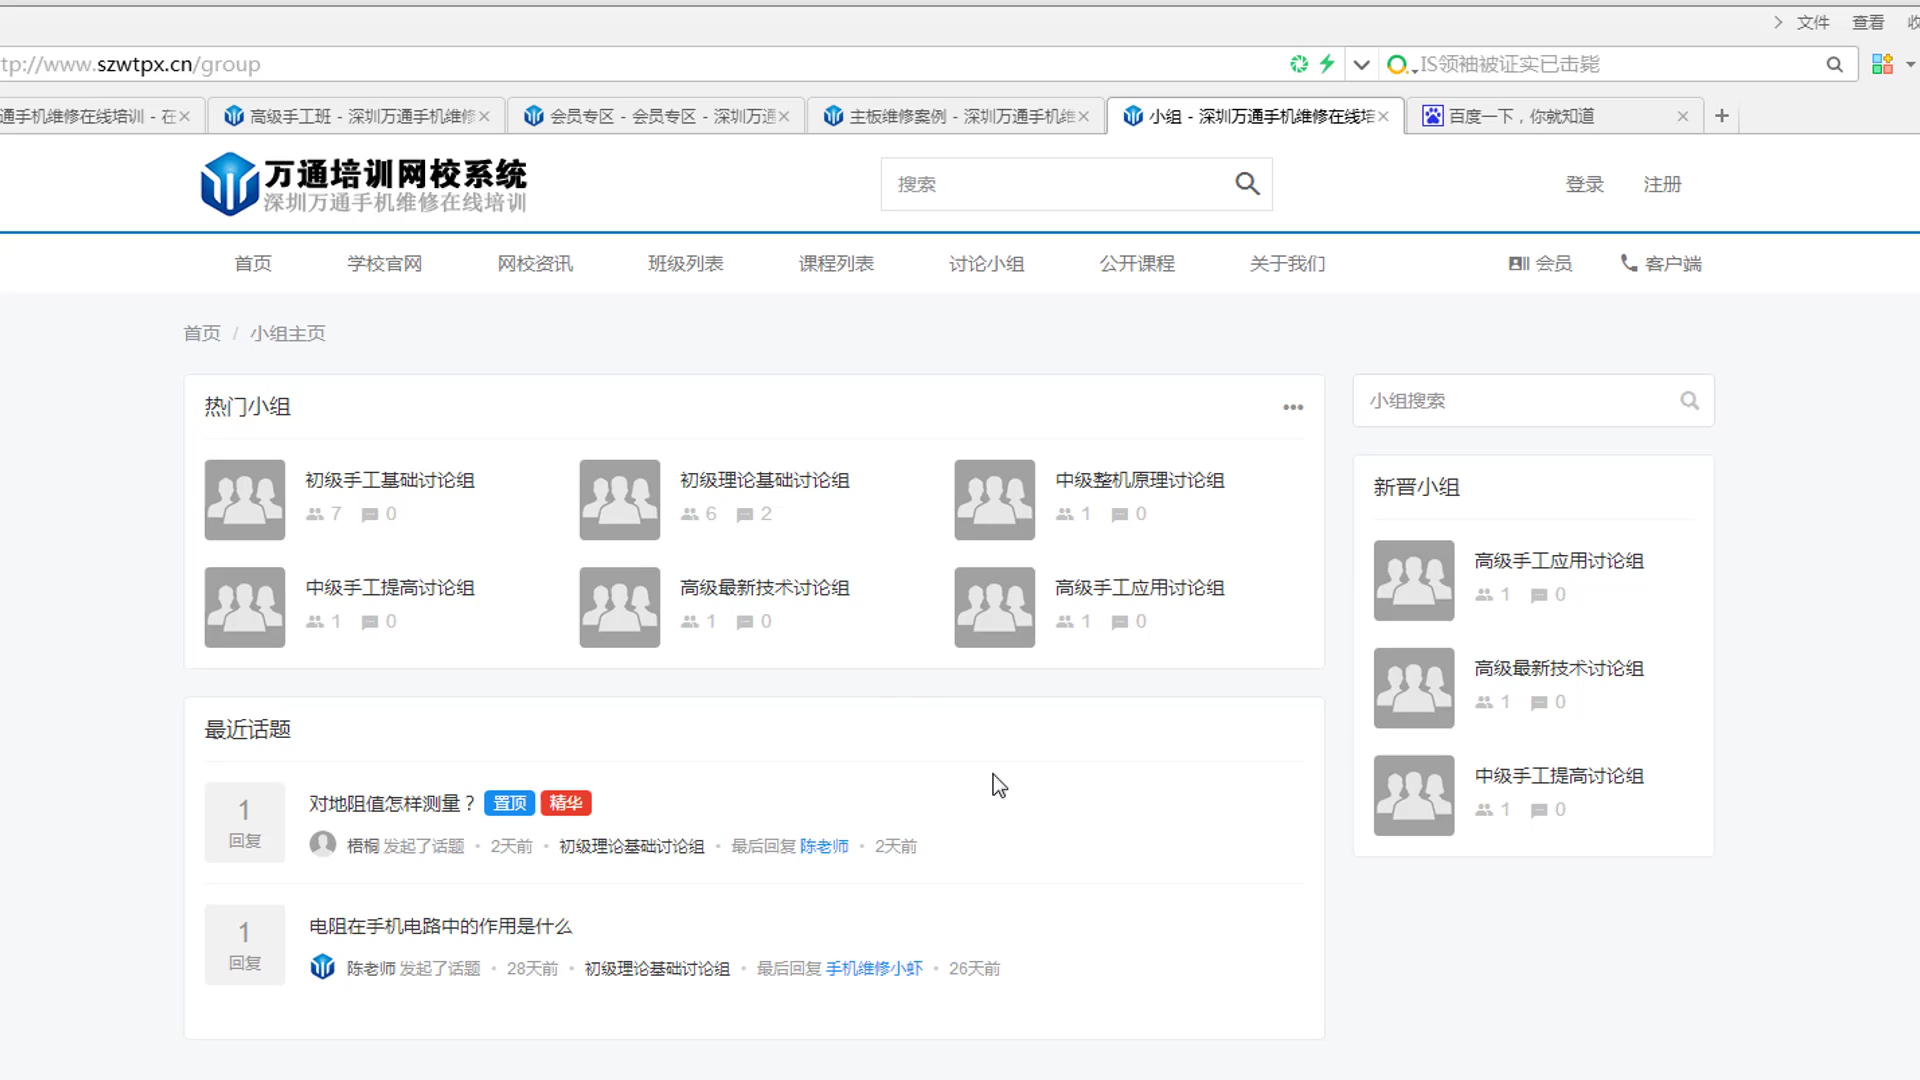 文件 查看 收
tp://www.szwtpx.cn/group
IS领袖被证实已击毙
通手机维修在线培训 - 在
高级手工班 - 深圳万通手机维修
会员专区 - 会员专区 - 深圳万通
主板维修案例 - 深圳万通手机维
小组 - 深圳万通手机维修在线培
百度一下，你就知道
万通培训网校系统
深圳万通手机维修在线培训
搜索
登录 注册
首页 学校官网 网校资讯 班级列表 课程列表 讨论小组 公开课程 关于我们 会员 客户端
首页 / 小组主页
热门小组
初级手工基础讨论组
7 0
初级理论基础讨论组
6 2
中级整机原理讨论组
1 0
中级手工提高讨论组
1 0
高级最新技术讨论组
1 0
高级手工应用讨论组
1 0
最近话题
1
回复
对地阻值怎样测量？ 置顶 精华
梧桐 发起了话题 • 2天前 • 初级理论基础讨论组 • 最后回复 陈老师 • 2天前
1
回复
电阻在手机电路中的作用是什么
陈老师 发起了话题 • 28天前 • 初级理论基础讨论组 • 最后回复 手机维修小虾 • 26天前
小组搜索
新晋小组
高级手工应用讨论组
1 0
高级最新技术讨论组
1 0
中级手工提高讨论组
1 0